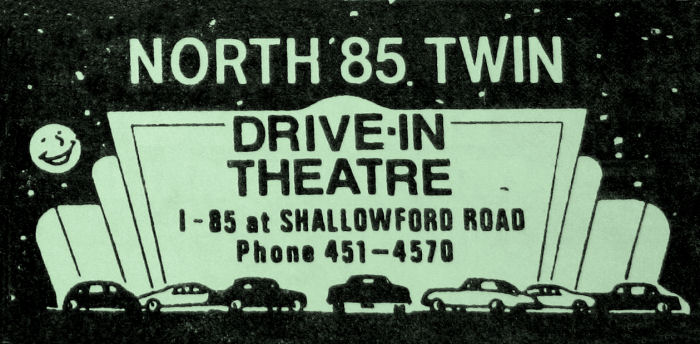 NORTH '85 TWIN
DRIVE-IN
THEATRE
I-85 at SHALLOWFORD ROAD
Phone 451-4570